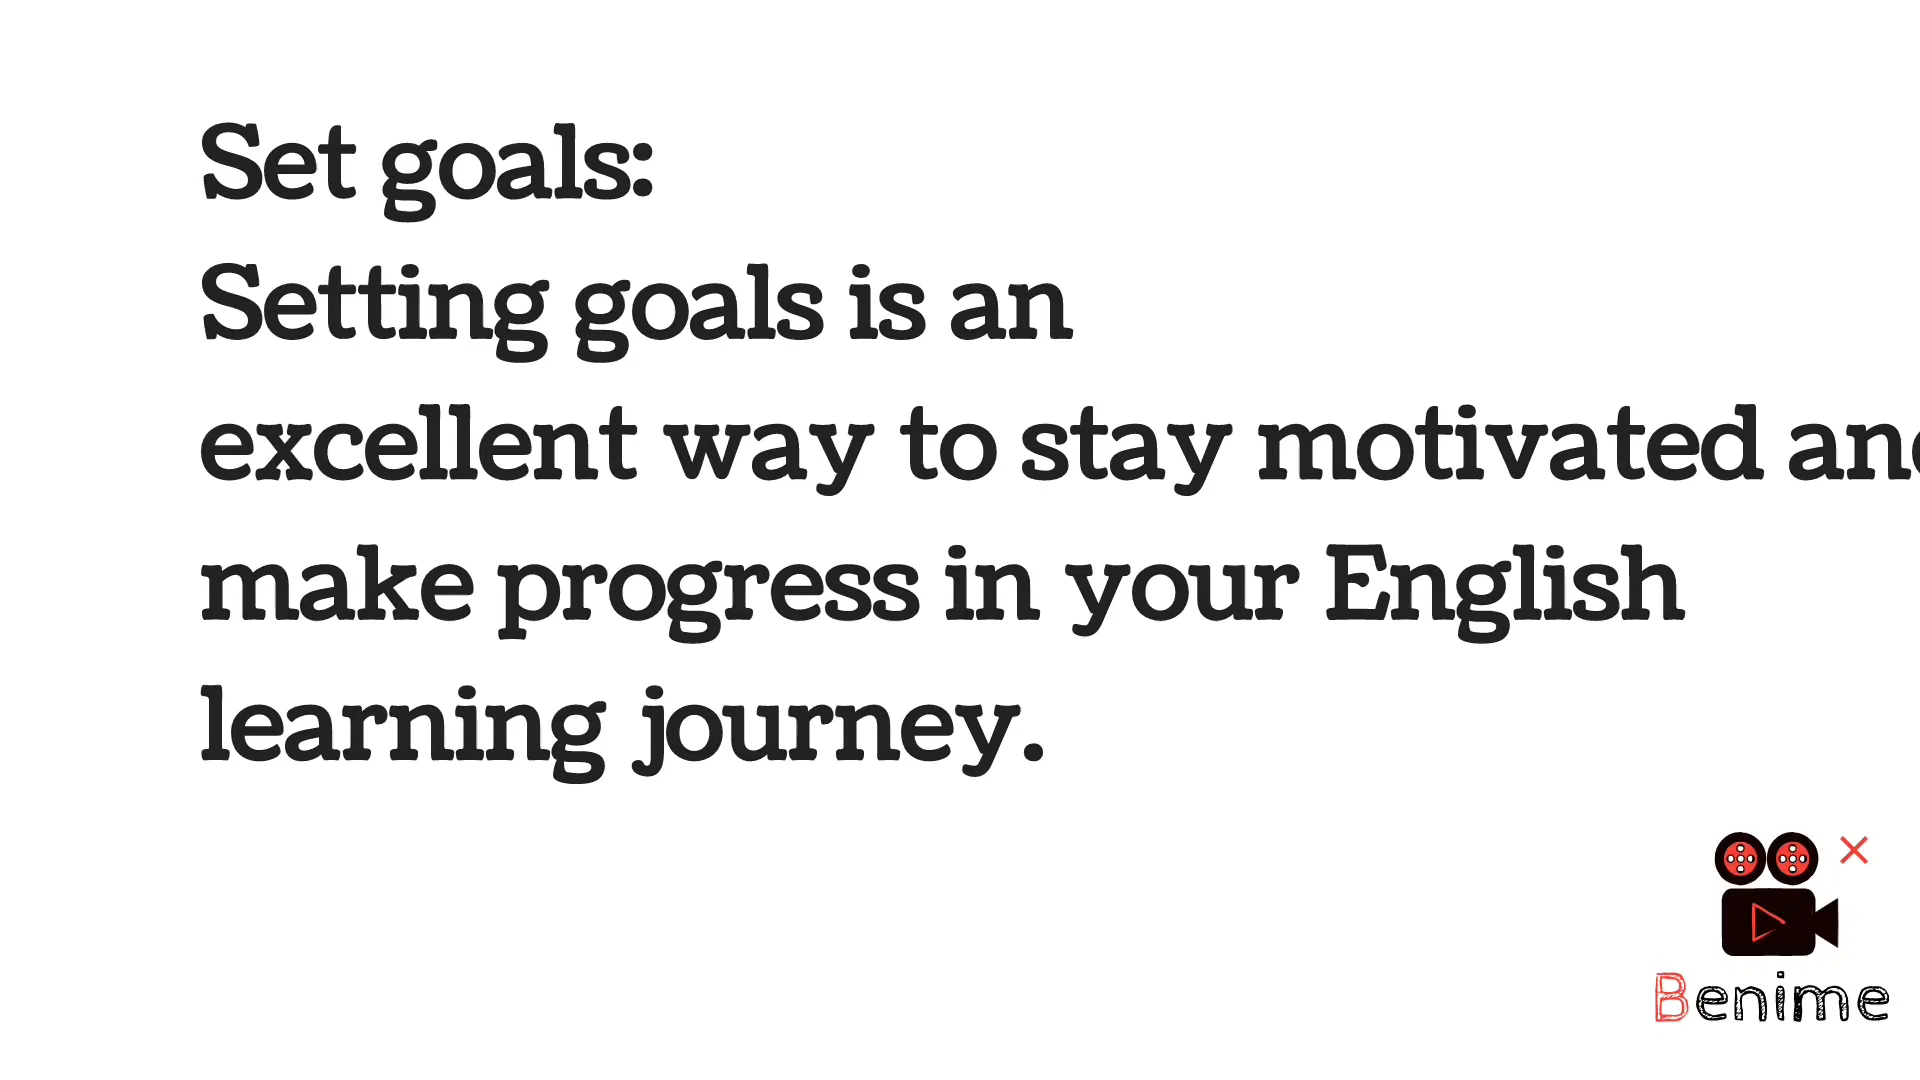 Set goals:
Setting goals is an
excellent way to stay motivated and
make progress in your English
learning journey.
Benime